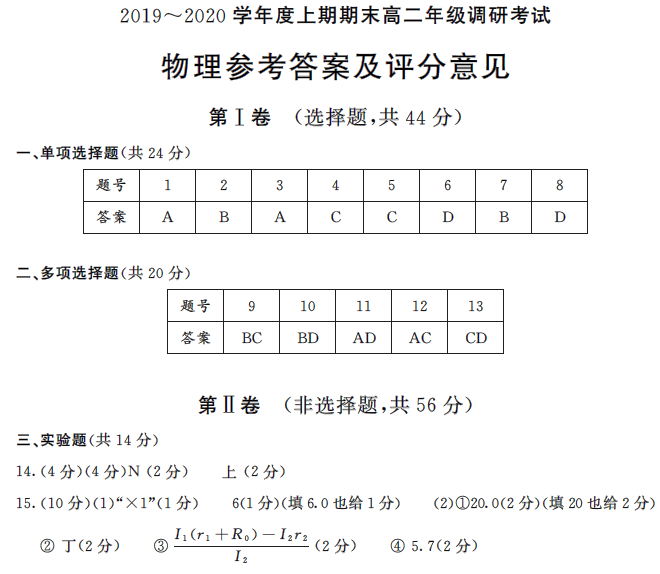 2019～2020 学年度上期期末高二年级调研考试
物理参考答案及评分意见
第Ⅰ卷 （选择题,共 44 分）
一、单项选择题(共 24 分)
题号 1 2 3 4 5 6 7 8
答案 A B A C C D B D
二、多项选择题(共 20 分)
题号 9 10 11 12 13
答案 BC BD AD AC CD
第Ⅱ卷 （非选择题,共 56 分）
三、实验题(共 14 分)
14.(4 分)(4 分)N (2 分) 上 (2 分)
15.(10 分)(1)“×1”(1 分) 6(1 分)(填 6.0 也给 1 分) (2)①20.0(2 分)(填 20 也给 2 分)
② 丁(2 分) ③ \frac{I_1(r_1+R_0)-I_2r_2}{I_2} (2 分) ④ 5.7(2 分)